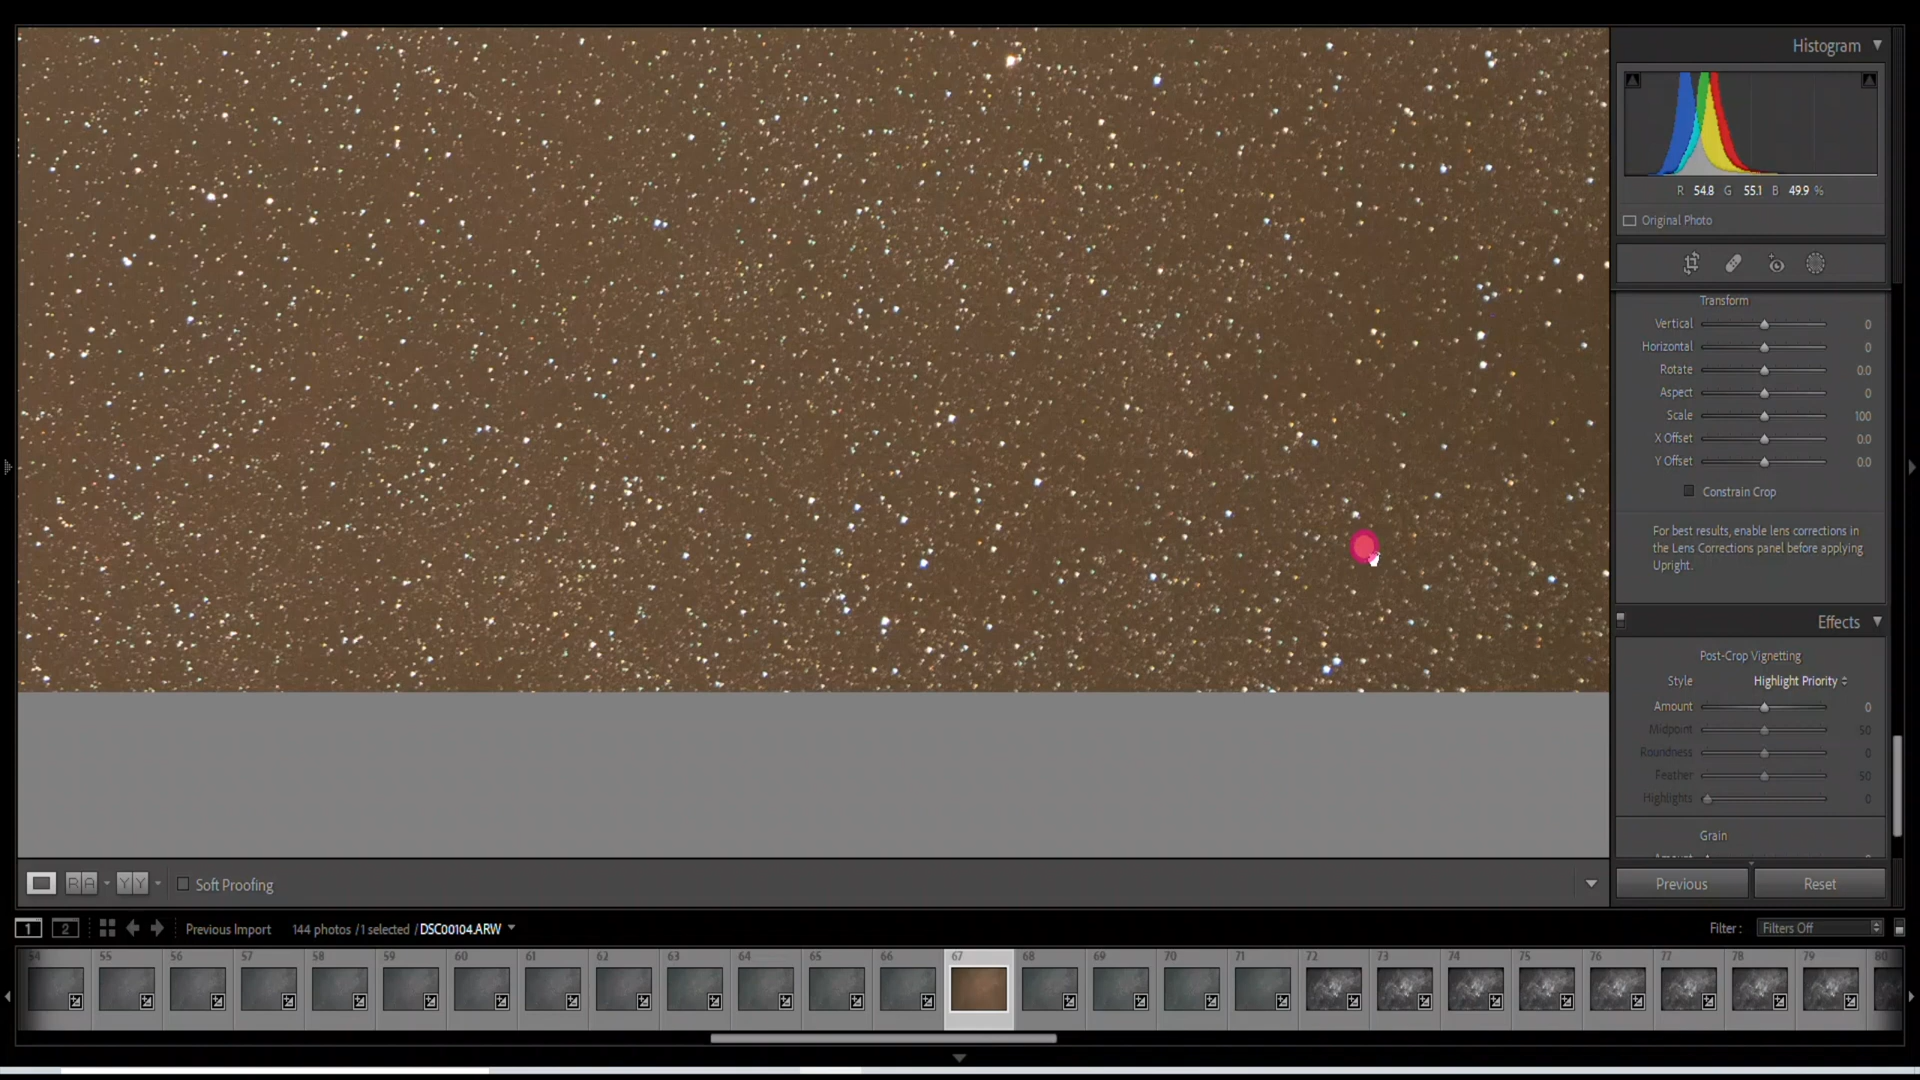 Histogram
R 54.8 G 55.1 B 49.9 %
Original Photo
Transform
Vertical 0
Horizontal 0
Rotate 0.0
Aspect 0
Scale 100
X Offset 0.0
Y Offset 0.0
Constrain Crop
For best results, enable lens corrections in
the Lens Corrections panel before applying
Upright.
Effects
Post-Crop Vignetting
Style Highlight Priority
Amount 0
Midpoint 50
Roundness 0
Feather 50
Highlights 0
Grain
R A Y Y Soft Proofing
Previous Reset
1 2 Previous Import 144 photos / 1 selected / DSC00104.ARW Filter : Filters Off
54 55 56 57 58 59 60 61 62 63 64 65 66 67 68 69 70 71 72 73 74 75 76 77 78 79 80